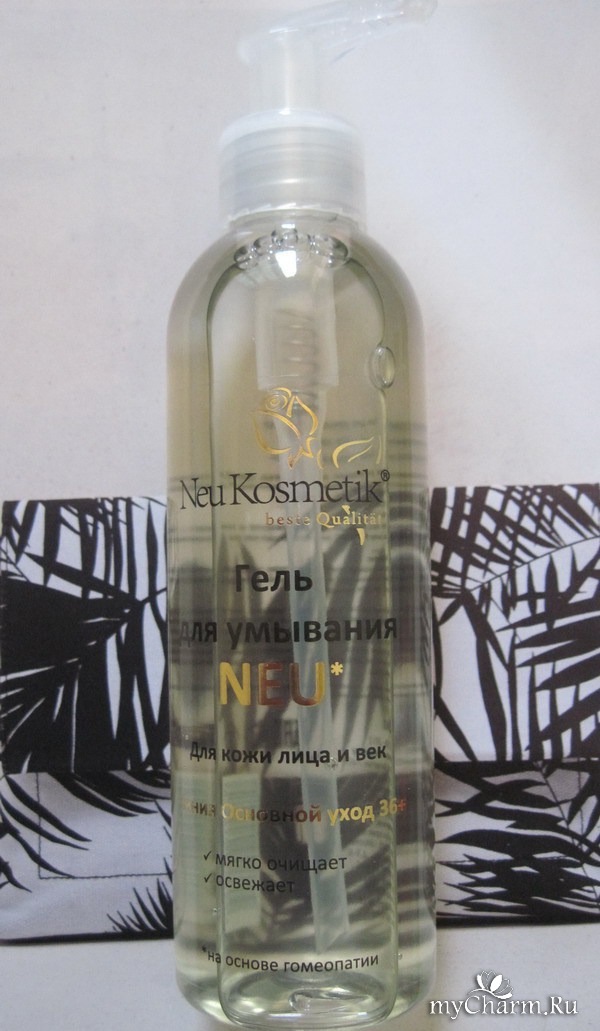 Neu Kosmetik®
beste Qualität
Гель
для умывания
NEU*
Для кожи лица и век
Основной уход 36+
✓ мягко очищает
✓ освежает
*на основе гомеопатии
myCharm.Ru